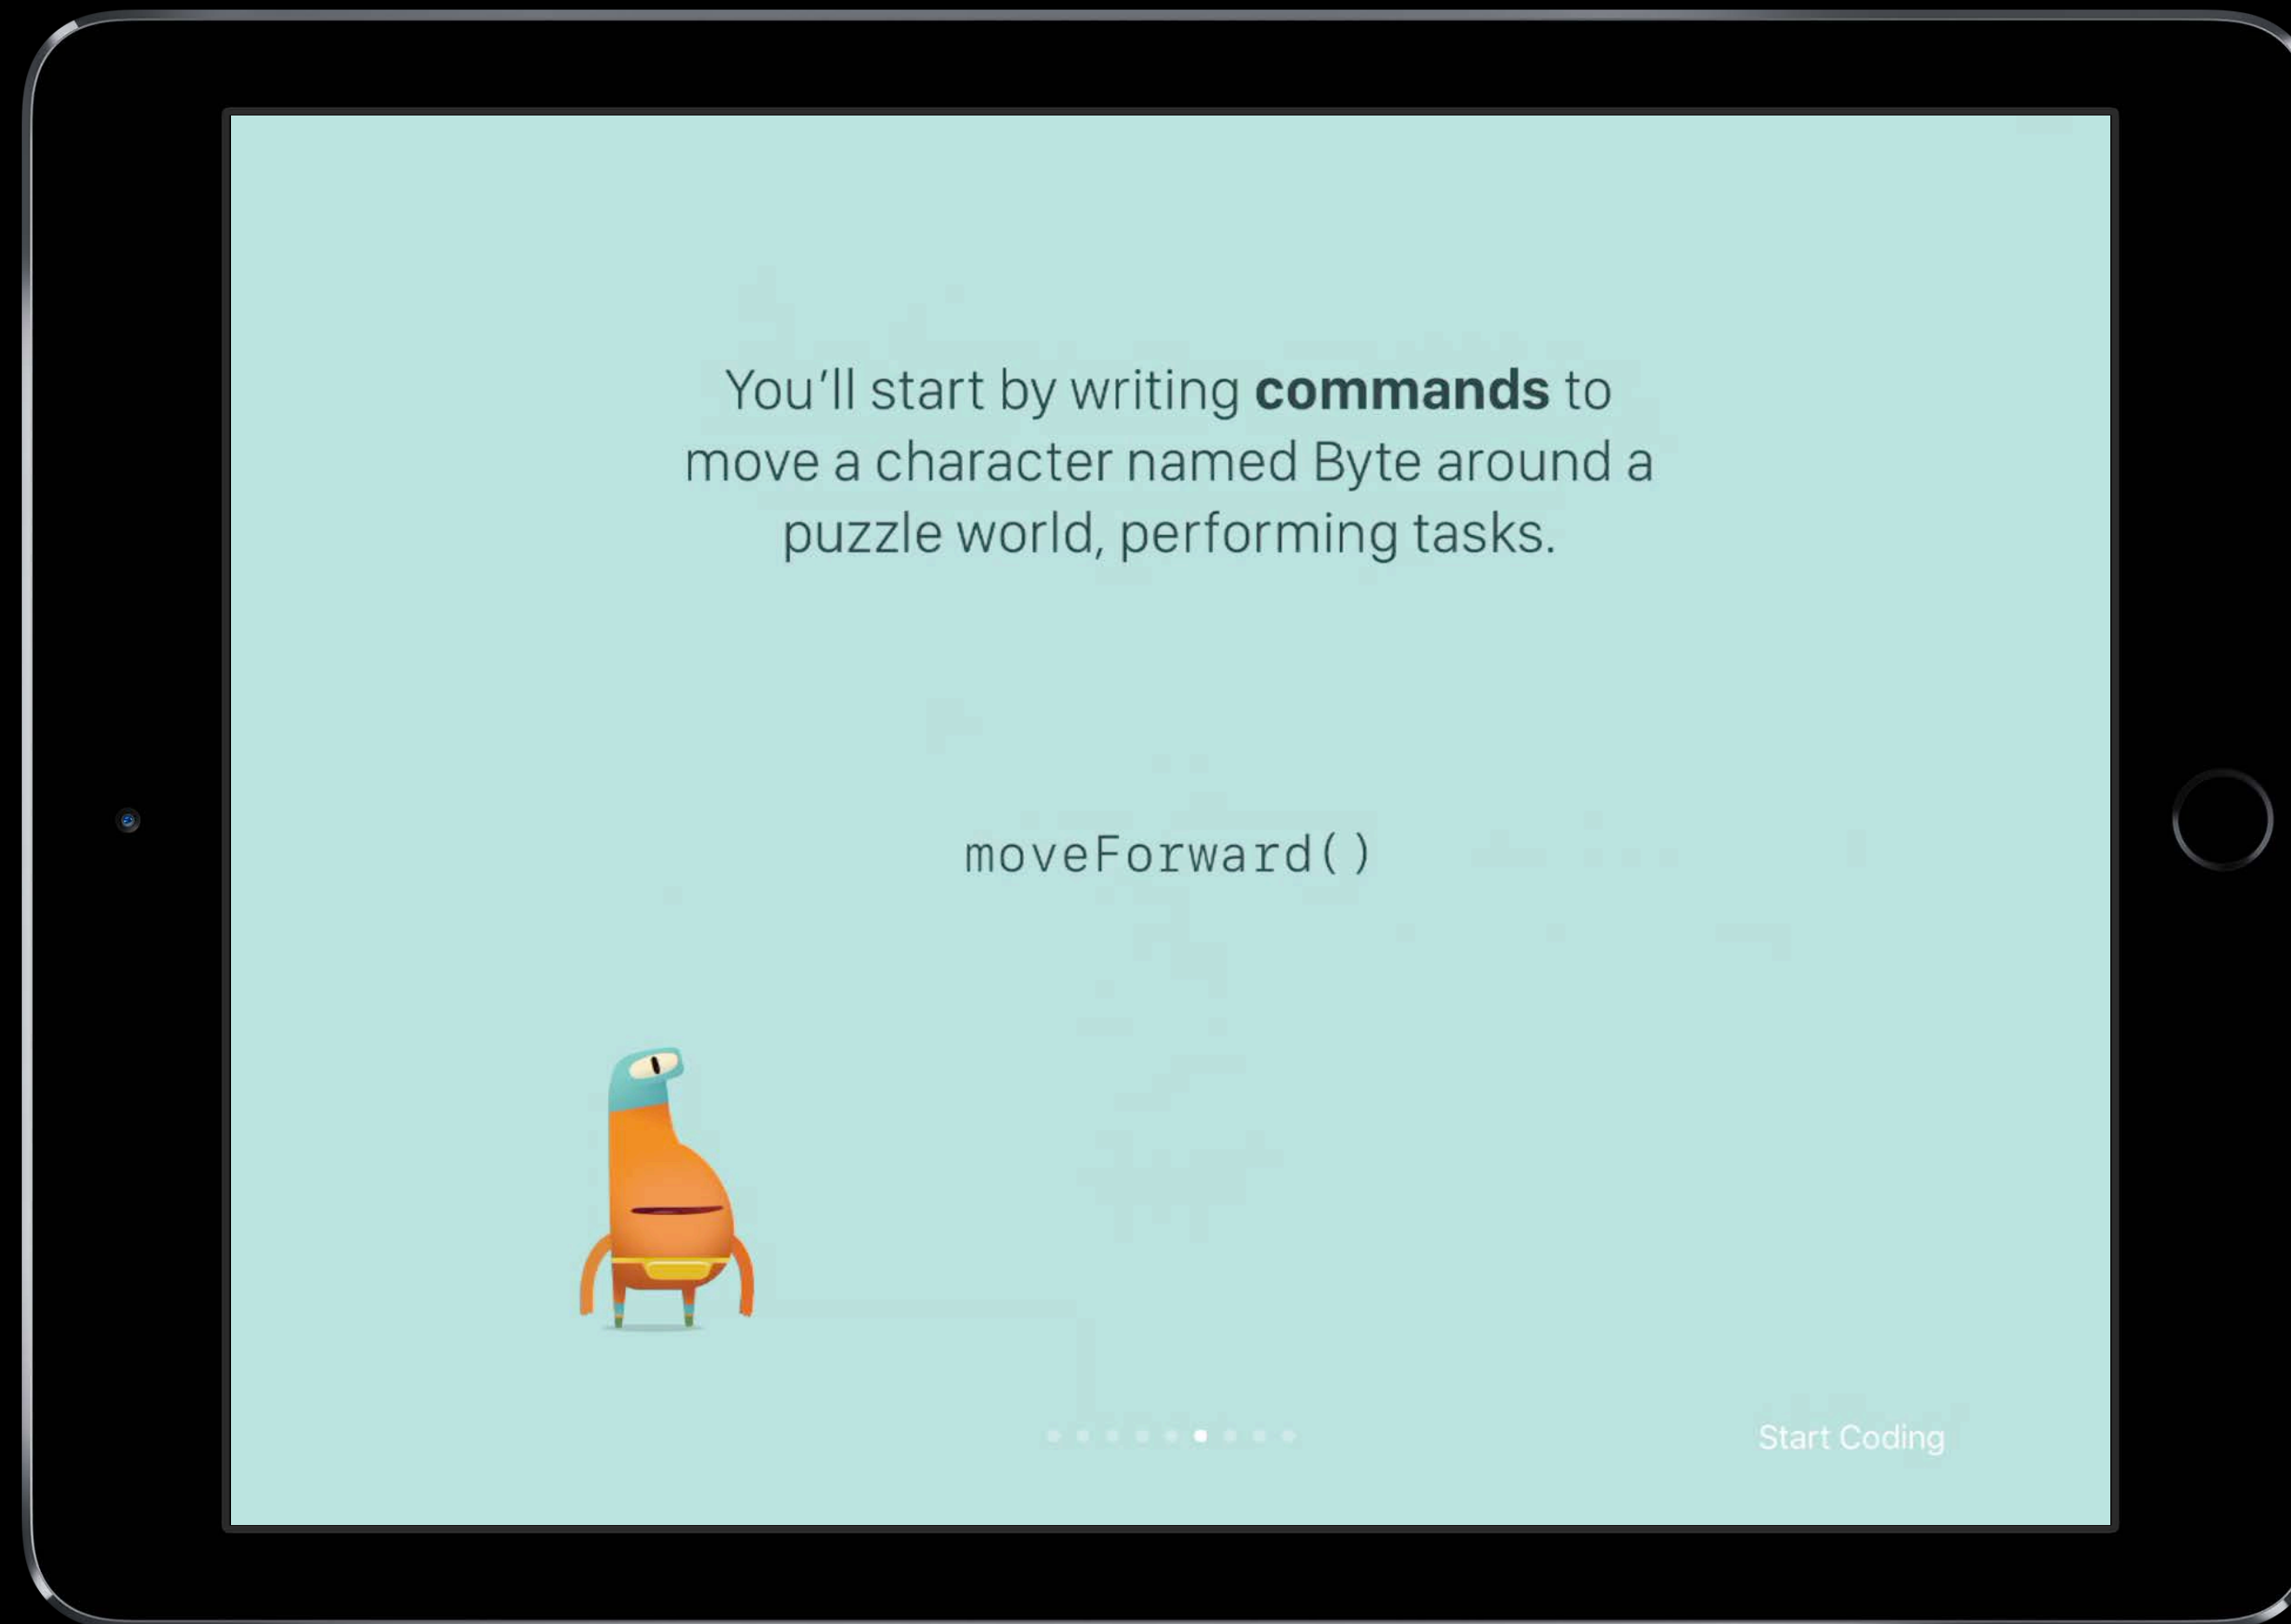 You’ll start by writing commands to
move a character named Byte around a
puzzle world, performing tasks.
moveForward()
Start Coding